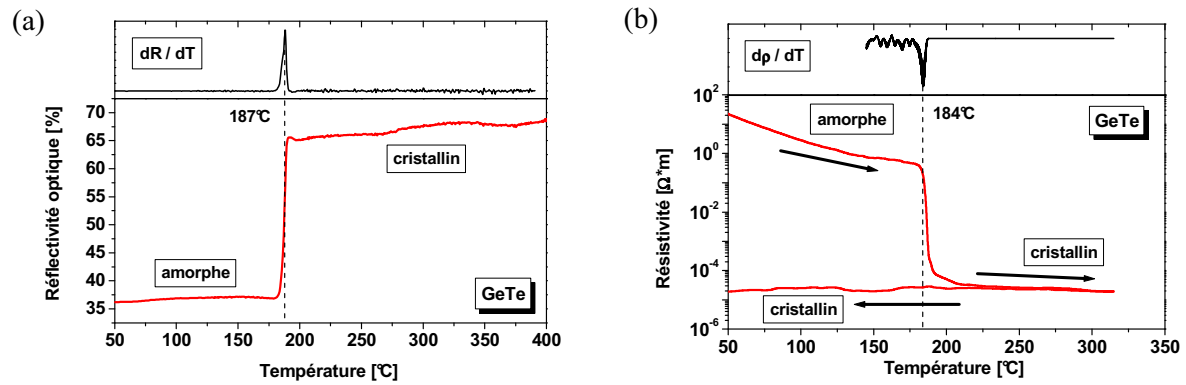 (a)
dR / dT
187℃
70
65
60
55
50
45
40
35
Réflectivité optique [%]
cristallin
amorphe
GeTe
50 100 150 200 250 300 350 400
Température [℃]
(b)
dρ / dT
184℃
GeTe
10²
10⁰
10⁻²
10⁻⁴
10⁻⁶
Résistivité [Ω*m]
amorphe
cristallin
cristallin
50 100 150 200 250 300 350
Température [℃]